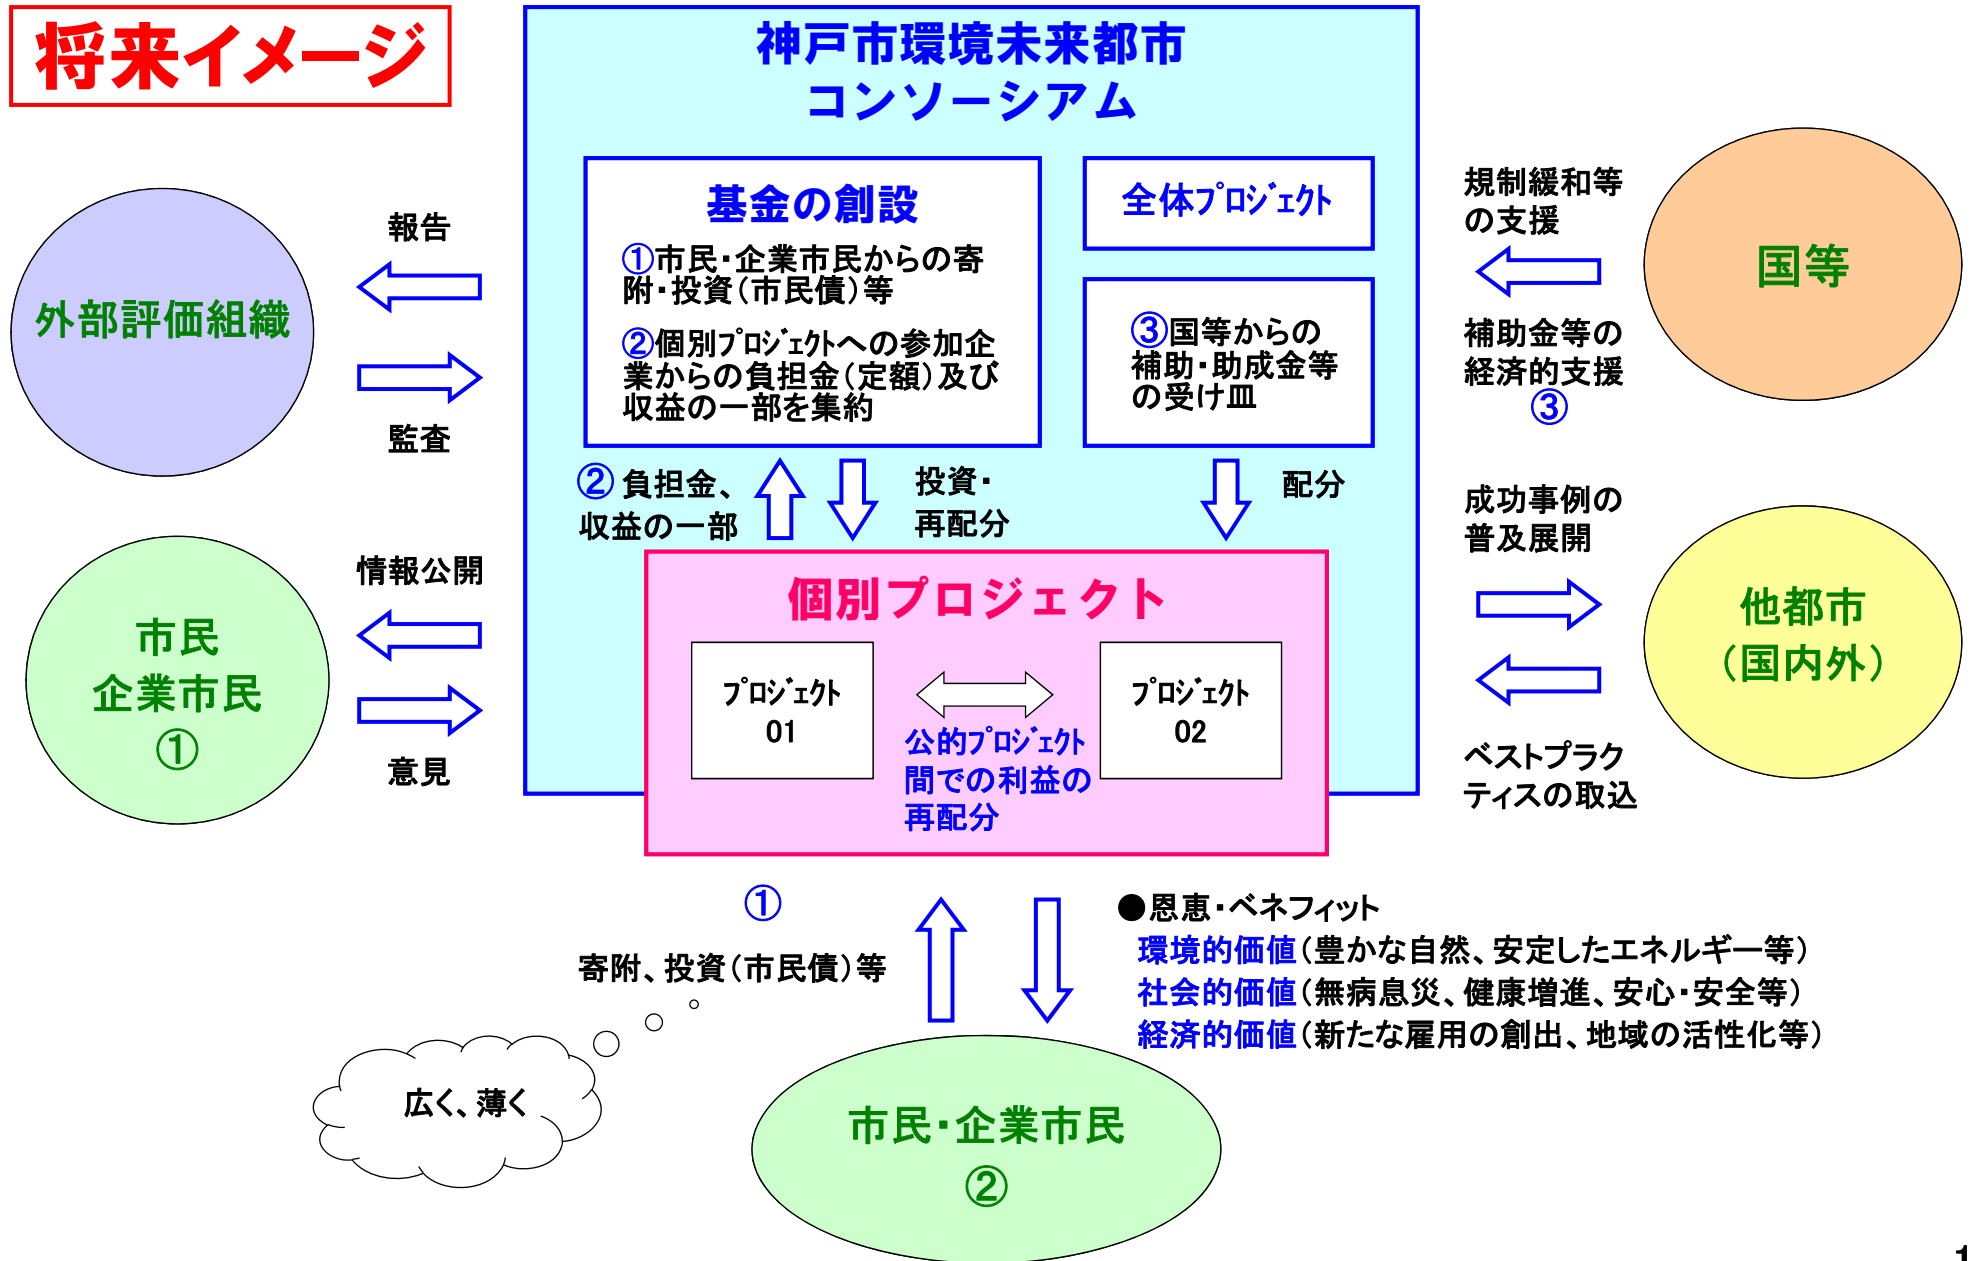 将来イメージ
神戸市環境未来都市
コンソーシアム
基金の創設
①市民・企業市民からの寄
附・投資(市民債)等
②個別プロジェクトへの参加企
業からの負担金(定額)及び
収益の一部を集約
全体プロジェクト
③国等からの
補助・助成金等
の受け皿
外部評価組織
報告
監査
市民
企業市民
①
情報公開
意見
規制緩和等
の支援
補助金等の
経済的支援
③
国等
成功事例の
普及展開
他都市
(国内外)
ベストプラク
ティスの取込
②負担金、
収益の一部
投資・
再配分
配分
個別プロジェクト
プロジェクト
01
公的プロジェクト
間での利益の
再配分
プロジェクト
02
①
寄附、投資(市民債)等
広く、薄く
●恩恵・ベネフィット
環境的価値(豊かな自然、安定したエネルギー等)
社会的価値(無病息災、健康増進、安心・安全等)
経済的価値(新たな雇用の創出、地域の活性化等)
市民・企業市民
②